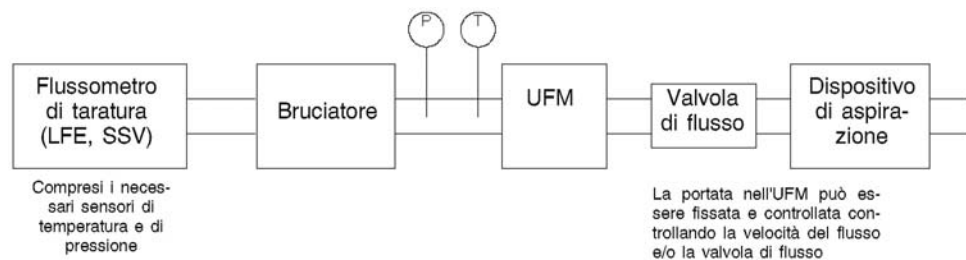 P
T
Flussometro
di taratura
(LFE, SSV)
Bruciatore
UFM
Valvola
di flusso
Dispositivo
di aspira-
zione
Compresi i neces-
sari sensori di
temperatura e di
pressione
La portata nell'UFM può es-
sere fissata e controllata con-
trollando la velocità del flusso
e/o la valvola di flusso